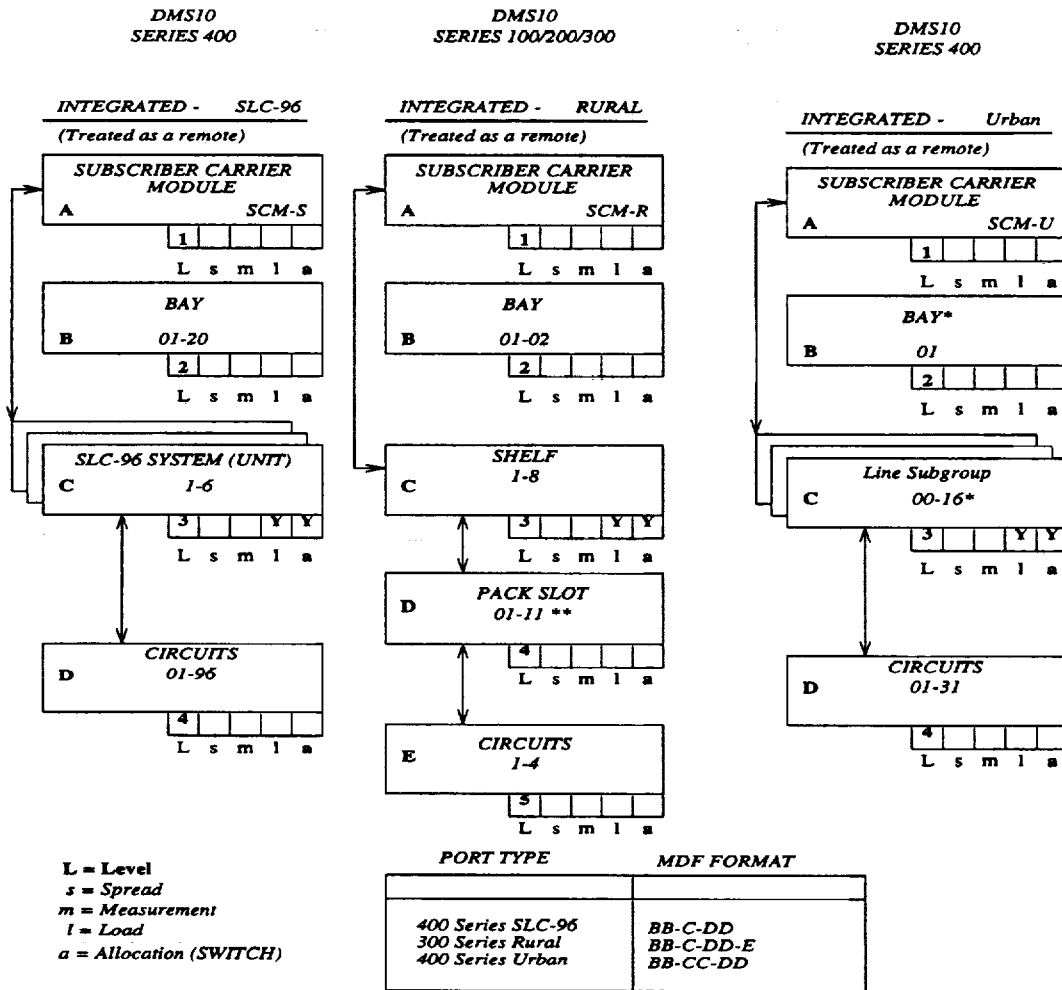 DMS10
SERIES 400
INTEGRATED - SLC-96
(Treated as a remote)
SUBSCRIBER CARRIER
MODULE
A SCM-S
1
L s m l a
BAY
B 01-20
2
L s m l a
SLC-96 SYSTEM (UNIT)
C 1-6
3 Y Y
L s m l a
CIRCUITS
D 01-96
4
L s m l a
DMS10
SERIES 100/200/300
INTEGRATED - RURAL
(Treated as a remote)
SUBSCRIBER CARRIER
MODULE
A SCM-R
1
L s m l a
BAY
B 01-02
2
L s m l a
SHELF
C 1-8
3 Y Y
L s m l a
PACK SLOT
D 01-11 **
4
L s m l a
CIRCUITS
E 1-4
5
L s m l a
DMS10
SERIES 400
INTEGRATED - Urban
(Treated as a remote)
SUBSCRIBER CARRIER
MODULE
A SCM-U
1
L s m l a
BAY*
B 01
2
L s m l a
Line Subgroup
C 00-16*
3 Y Y
L s m l a
CIRCUITS
D 01-31
4
L s m l a
L = Level
s = Spread
m = Measurement
l = Load
a = Allocation (SWITCH)
PORT TYPE MDF FORMAT
400 Series SLC-96 BB-C-DD
300 Series Rural BB-C-DD-E
400 Series Urban BB-CC-DD